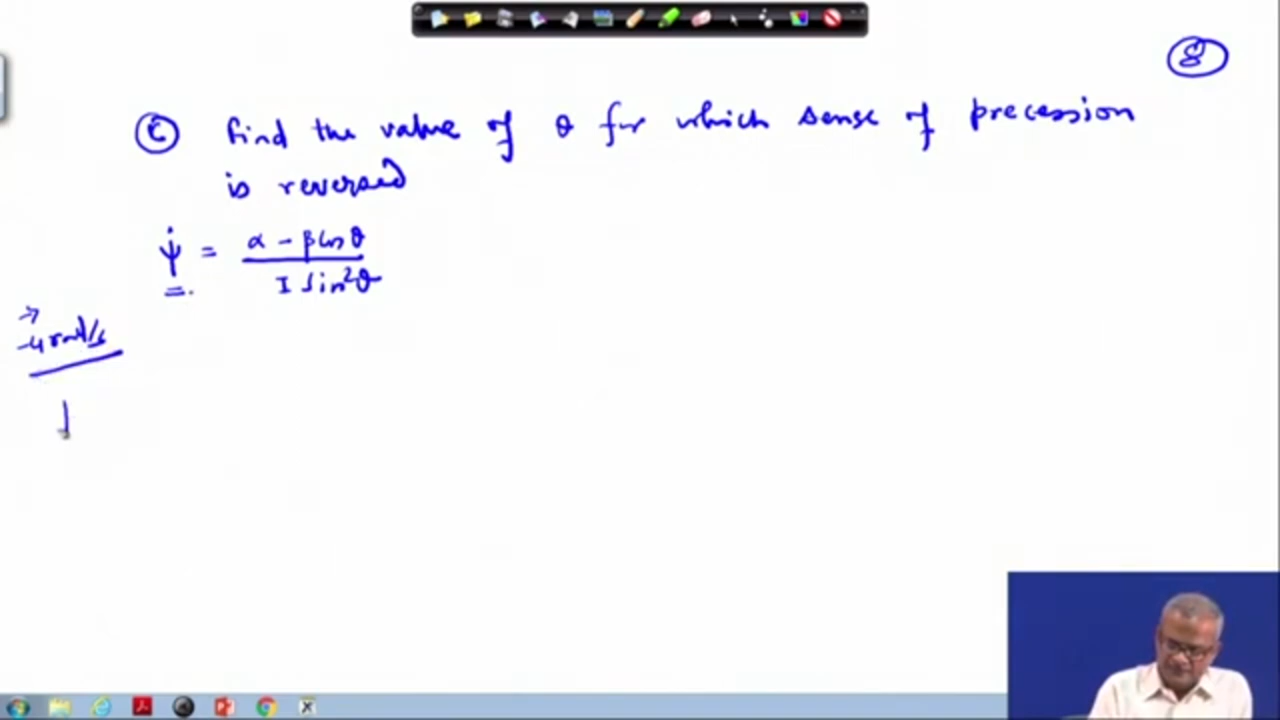 8
c find the value of θ for which sense of precession
is reversed
ψ̇ = (α - β cos θ) / (I sin²θ)
-4 rad/s